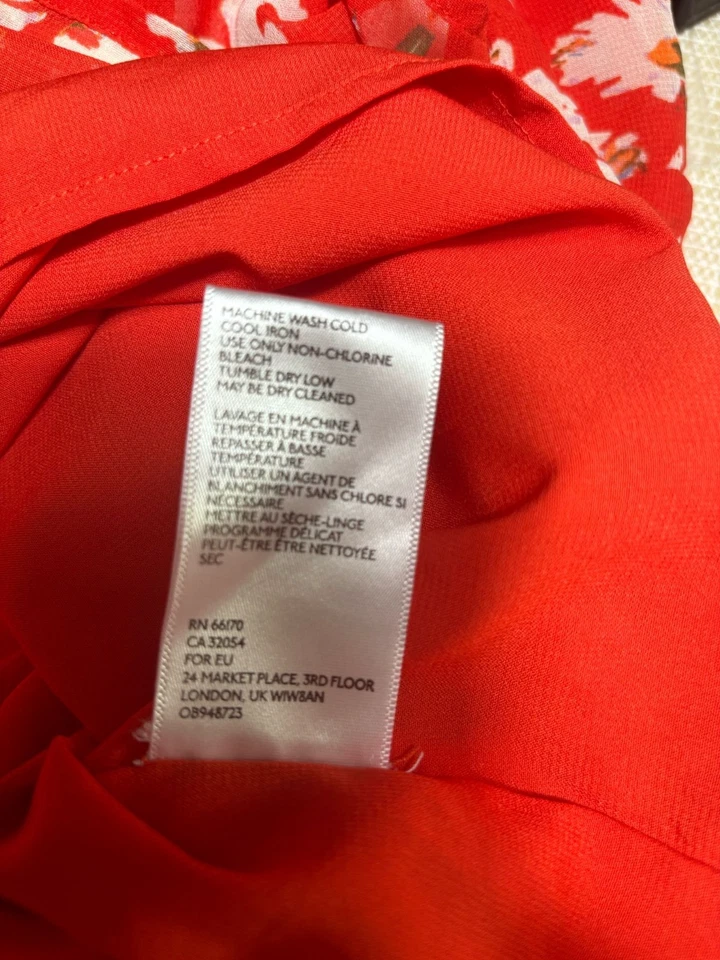 MACHINE WASH COLD
COOL IRON
USE ONLY NON-CHLORINE
BLEACH
TUMBLE DRY LOW
MAY BE DRY CLEANED
LAVAGE EN MACHINE À
TEMPÉRATURE FROIDE
REPASSER À BASSE
TEMPÉRATURE
UTILISER UN AGENT DE
BLANCHIMENT SANS CHLORE SI
NÉCESSAIRE
METTRE AU SÈCHE-LINGE
PROGRAMME DÉLICAT
PEUT-ÊTRE ÊTRE NETTOYÉE
SEC
RN 66170
CA 32054
FOR EU
24 MARKET PLACE, 3RD FLOOR
LONDON, UK W1W8AN
OB948723